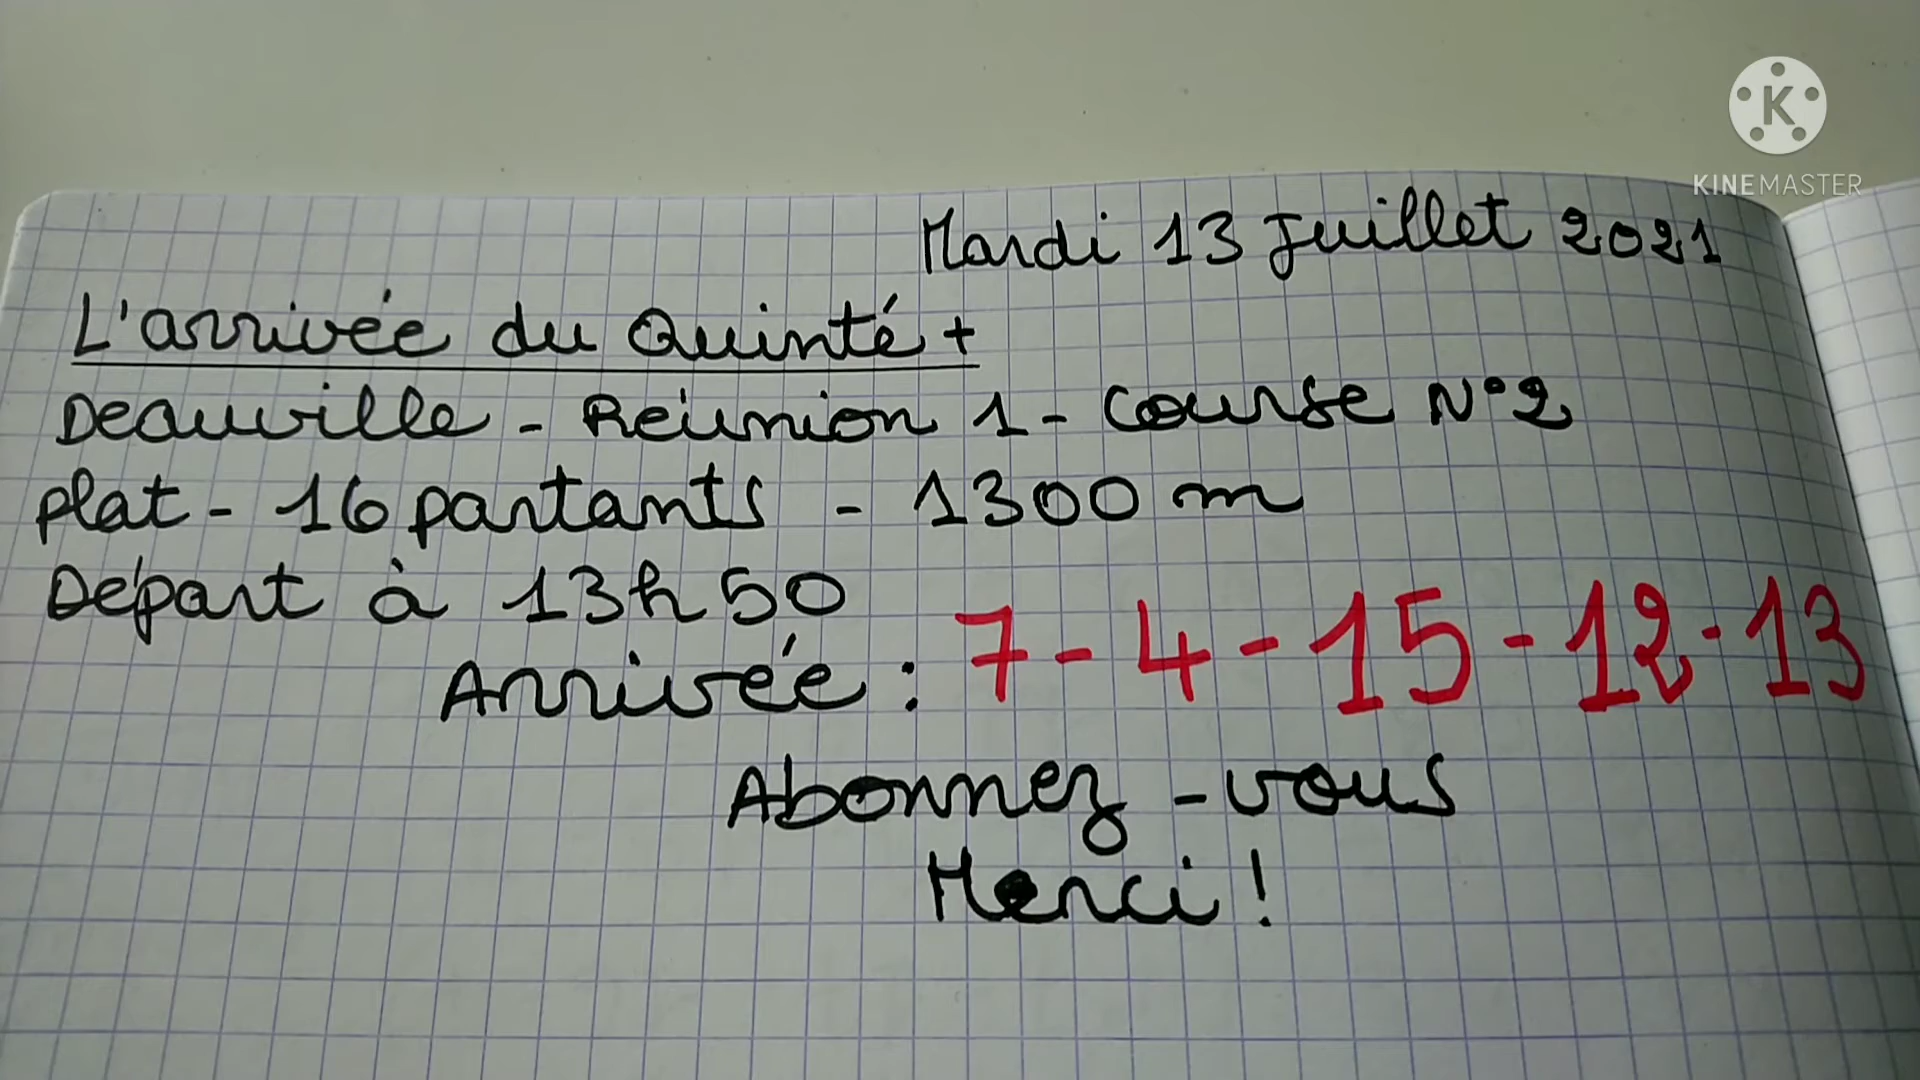 KINEMASTER
Mardi 13 Juillet 2021
L'arrivée du Quinté +
Deauville - Réunion 1 - Course N°2
plat - 16 partants - 1300 m
Départ à 13h50
Arrivée : 7 - 4 - 15 - 12 - 13
Abonnez - vous
Merci !